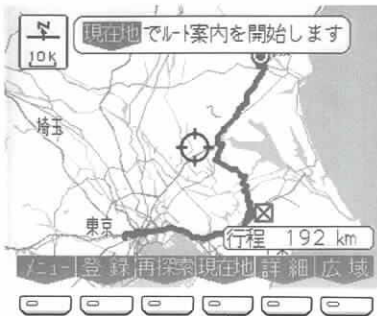 現在地でルート案内を開始します
10K
埼玉
東京
行程 192 km
メニュー 登録 再探索 現在地 詳細 広域